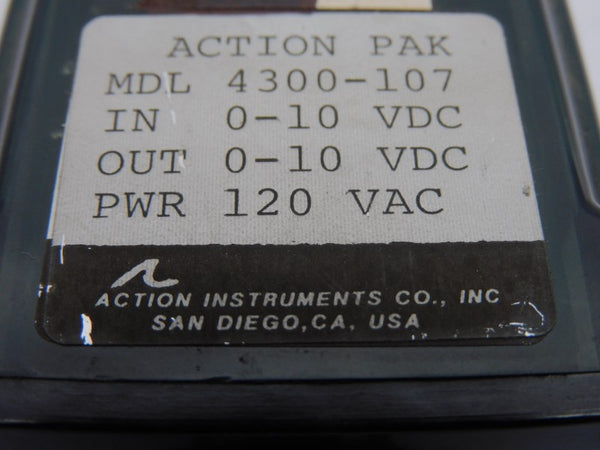 ACTION PAK
MDL 4300-107
IN 0-10 VDC
OUT 0-10 VDC
PWR 120 VAC
ACTION INSTRUMENTS CO., INC
SAN DIEGO, CA, USA